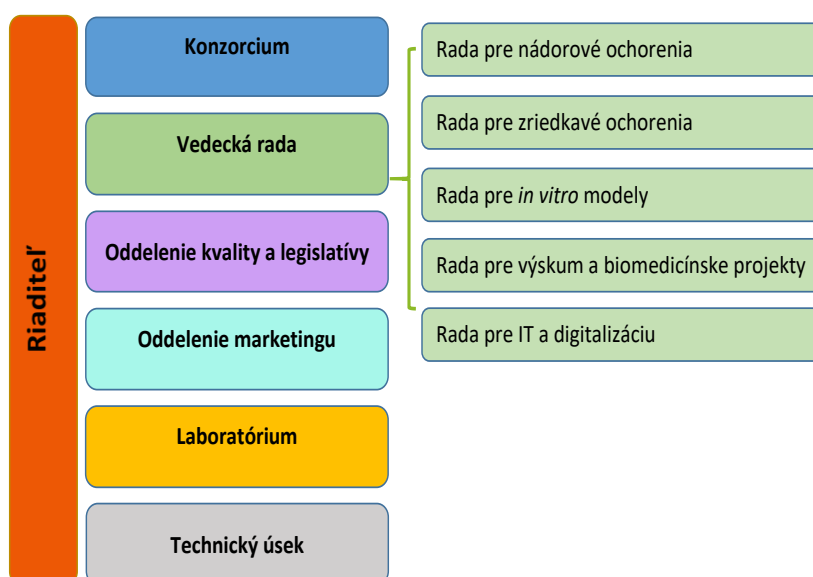 Riaditeľ
Konzorcium
Vedecká rada
Oddelenie kvality a legislatívy
Oddelenie marketingu
Laboratórium
Technický úsek
Rada pre nádorové ochorenia
Rada pre zriedkavé ochorenia
Rada pre in vitro modely
Rada pre výskum a biomedicínske projekty
Rada pre IT a digitalizáciu